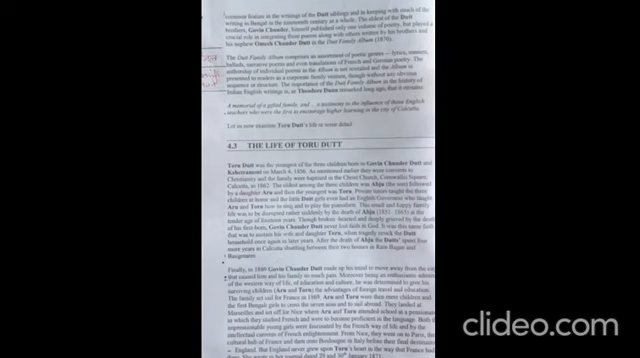 common feature in the writings of the Dutt siblings and in keeping with much of the
writing in Bengal in the nineteenth century as a whole. The oldest of the Dutt
brothers, Govin Chunder, himself published only one volume of poetry, but played a
crucial role in integrating those poems along with others written by his brothers and
his nephew Omesh Chunder Dutt in the Dutt Family Album (1870).
The Dutt Family Album comprises an assortment of poetic genres – lyrics, sonnets,
ballads, narrative poems and even translations of French and German poetry. The
authorship of individual poems in the Album is not revealed and the Album is
presented to readers as a corporate family venture, though without any obvious
sequence or structure. The importance of the Dutt Family Album in the history of
Indian English writings is, as Theodore Dunn remarked long ago, that it remains:
A memorial of a gifted family, and ... a testimony to the influence of those English
teachers who were the first to encourage higher learning in the city of Calcutta.
Let us now examine Toru Dutt's life in some detail.
4.3 THE LIFE OF TORU DUTT
Toru Dutt was the youngest of the three children born to Govin Chunder Dutt and
Kshetramoni on March 4, 1856. As mentioned earlier they were converts to
Christianity and the family were baptised in the Christ Church, Cornwallis Square,
Calcutta, in 1862. The oldest among the three children was Abju (the son) followed
by a daughter Aru and then the youngest was Toru. Private tutors taught the three
children at home and the little Dutt girls even had an English Governess who taught
Aru and Toru how to sing and to play the pianoforte. This small and happy family
life was to be disrupted rather suddenly by the death of Abju (1851 - 1865) at the
tender age of fourteen years. Though broken- hearted and deeply grieved by the death
of his first born, Govin Chunder Dutt never lost faith in God. It was this same faith
that was to sustain his wife and daughter Toru, when tragedy struck the Dutt
household once again in later years. After the death of Abju the Dutts' spent four
more years in Calcutta shuttling between their two houses in Ram Bagan and
Baugmaree.
Finally, in 1869 Govin Chunder Dutt made up his mind to move away from the city
that caused him and his family so much pain. Moreover being an enthusiastic admirer
of the western way of life, of education and culture, he was determined to give his
surviving children (Aru and Toru) the advantages of foreign travel and education.
The family set sail for France in 1869. Aru and Toru were then mere children and
the first Bengali girls to cross the seven seas and to sail abroad. They landed at
Marseilles and set off for Nice where Aru and Toru attended school at a pensionnat
in which they studied French and were to become proficient in the language. Both
impressionable young girls were fascinated by the French way of life and by the
intellectual currents of French enlightenment. From Nice, they went on to Paris, the
cultural hub of France and then onto Boulogne in Italy before their final destination
– England. But England never grew upon Toru's heart in the way that France had
30th January 1871
clideo.com